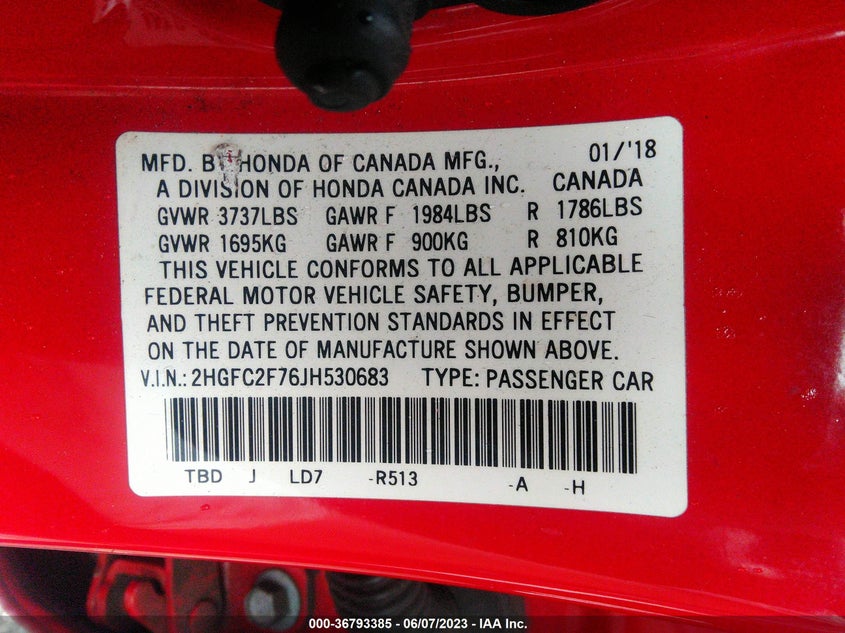 MFD. BY HONDA OF CANADA MFG., 01/'18
A DIVISION OF HONDA CANADA INC. CANADA
GVWR 3737LBS GAWR F 1984LBS R 1786LBS
GVWR 1695KG GAWR F 900KG R 810KG
THIS VEHICLE CONFORMS TO ALL APPLICABLE
FEDERAL MOTOR VEHICLE SAFETY, BUMPER,
AND THEFT PREVENTION STANDARDS IN EFFECT
ON THE DATE OF MANUFACTURE SHOWN ABOVE.
V.I.N.: 2HGFC2F76JH530683 TYPE: PASSENGER CAR
TBD J LD7 -R513 -A -H
000-36793385 - 06/07/2023 - IAA Inc.